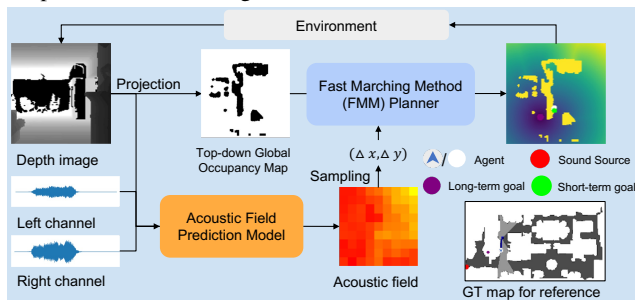 Environment
Projection
Fast Marching Method
(FMM) Planner
Depth image
Top-down Global
Occupancy Map
(Δ x, Δ y)
Sampling
Agent
Sound Source
Long-term goal
Short-term goal
Left channel
Acoustic Field
Prediction Model
Right channel
Acoustic field
GT map for reference